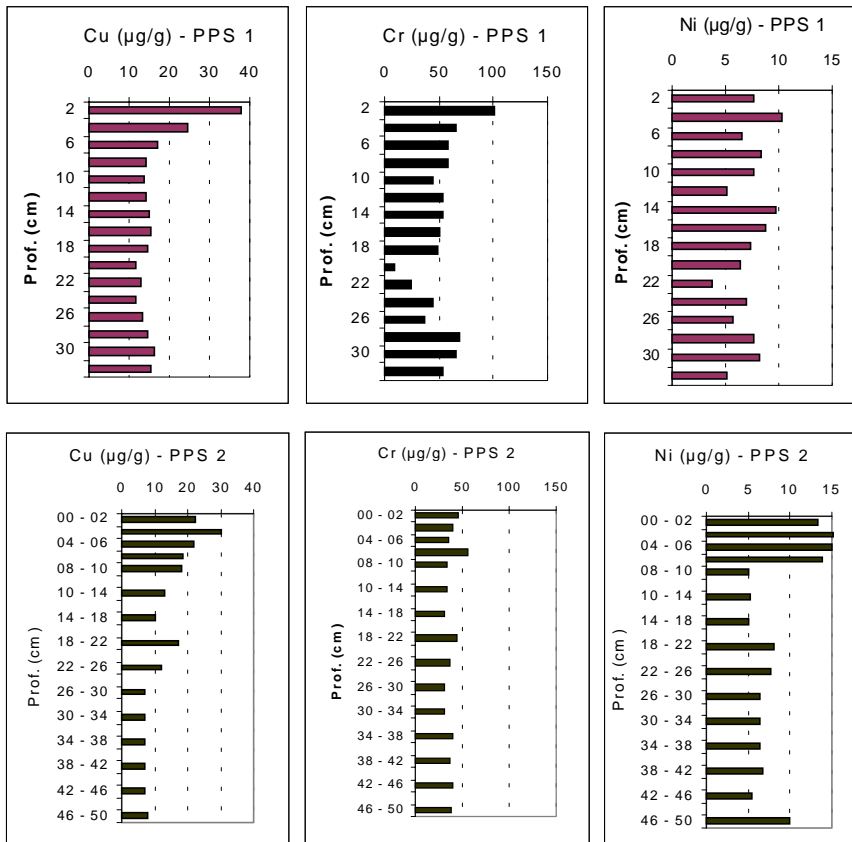 Cu (µg/g) - PPS 1
0 10 20 30 40
Prof. (cm)
2
6
10
14
18
22
26
30
Cr (µg/g) - PPS 1
0 50 100 150
Prof. (cm)
2
6
10
14
18
22
26
30
Ni (µg/g) - PPS 1
0 5 10 15
Prof. (cm)
2
6
10
14
18
22
26
30
Cu (µg/g) - PPS 2
0 10 20 30 40
Prof. (cm)
00 - 02
04 - 06
08 - 10
10 - 14
14 - 18
18 - 22
22 - 26
26 - 30
30 - 34
34 - 38
38 - 42
42 - 46
46 - 50
Cr (µg/g) - PPS 2
0 50 100 150
Prof. (cm)
00 - 02
04 - 06
08 - 10
10 - 14
14 - 18
18 - 22
22 - 26
26 - 30
30 - 34
34 - 38
38 - 42
42 - 46
46 - 50
Ni (µg/g) - PPS 2
0 5 10 15
Prof. (cm)
00 - 02
04 - 06
08 - 10
10 - 14
14 - 18
18 - 22
22 - 26
26 - 30
30 - 34
34 - 38
38 - 42
42 - 46
46 - 50